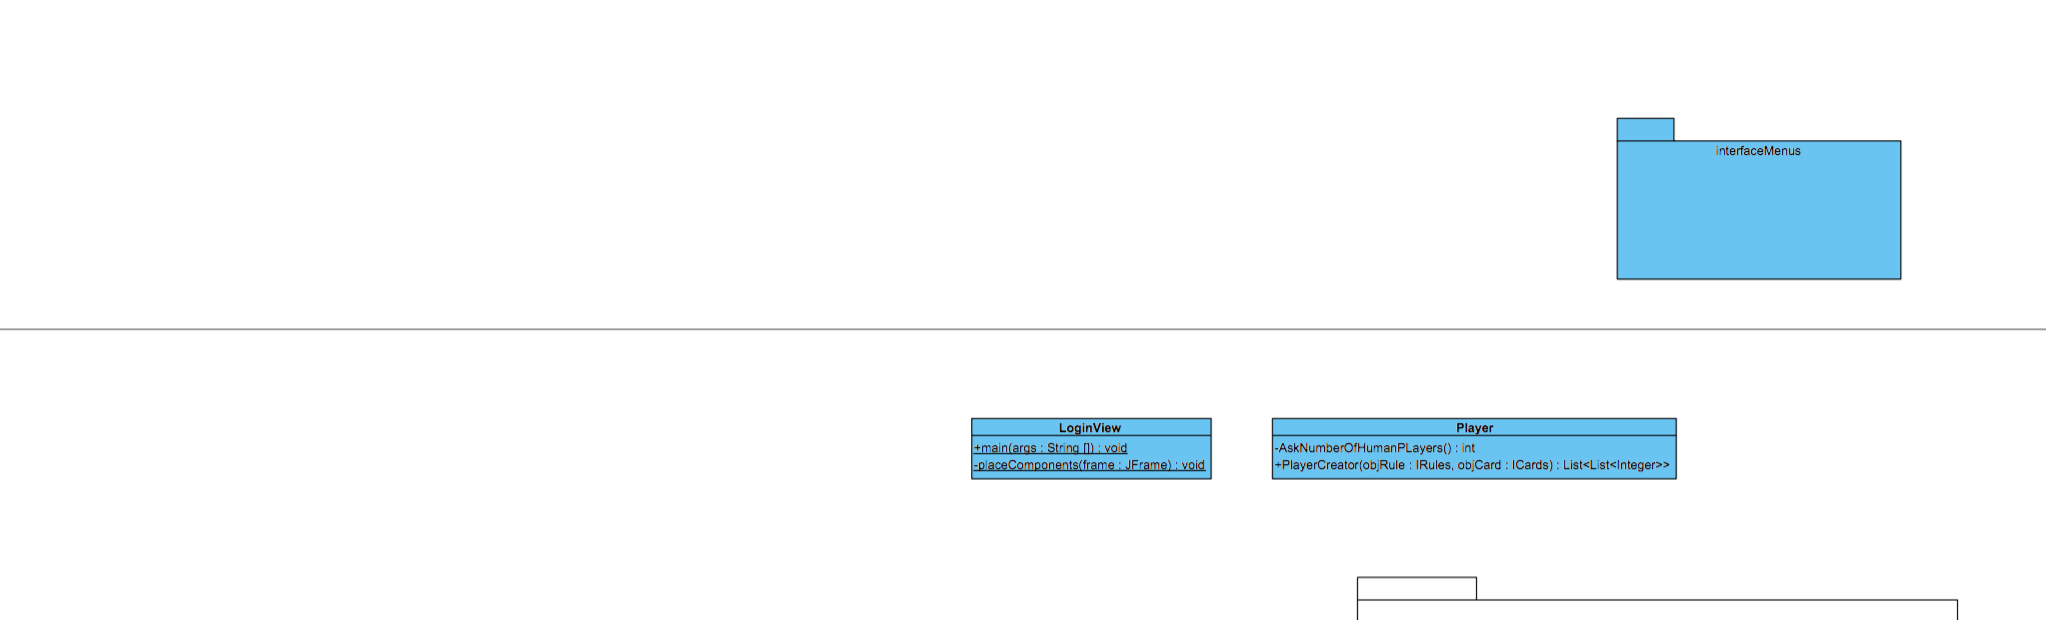 interfaceMenus
LoginView
+main(args : String []) : void
-placeComponents(frame : JFrame) : void
Player
-AskNumberOfHumanPLayers() : int
+PlayerCreator(objRule : IRules, objCard : ICards) : List<List<Integer>>